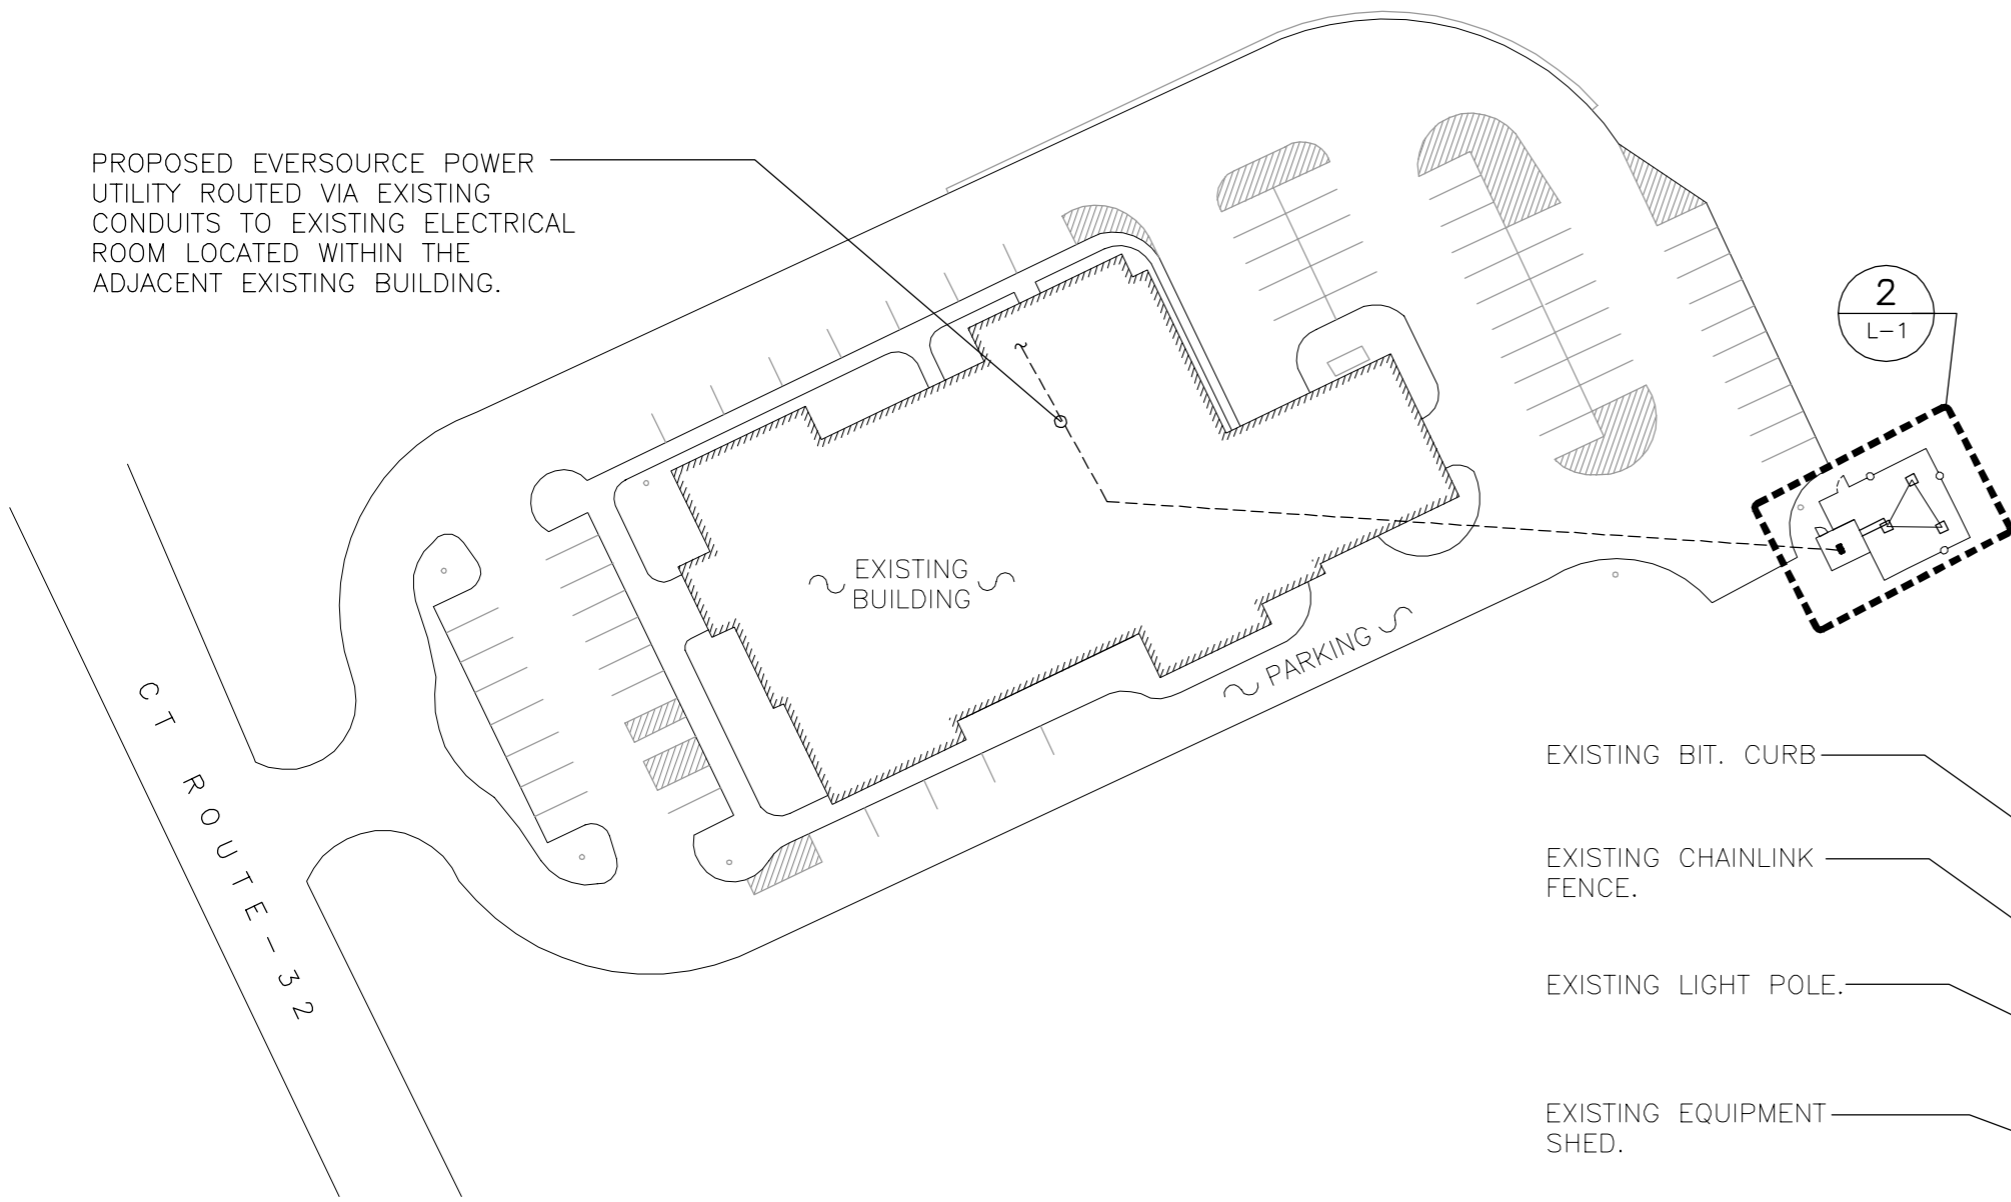 PROPOSED EVERSOURCE POWER
UTILITY ROUTED VIA EXISTING
CONDUITS TO EXISTING ELECTRICAL
ROOM LOCATED WITHIN THE
ADJACENT EXISTING BUILDING.
2
L-1
EXISTING
BUILDING
PARKING
CT ROUTE-32
EXISTING BIT. CURB
EXISTING CHAINLINK
FENCE.
EXISTING LIGHT POLE.
EXISTING EQUIPMENT
SHED.